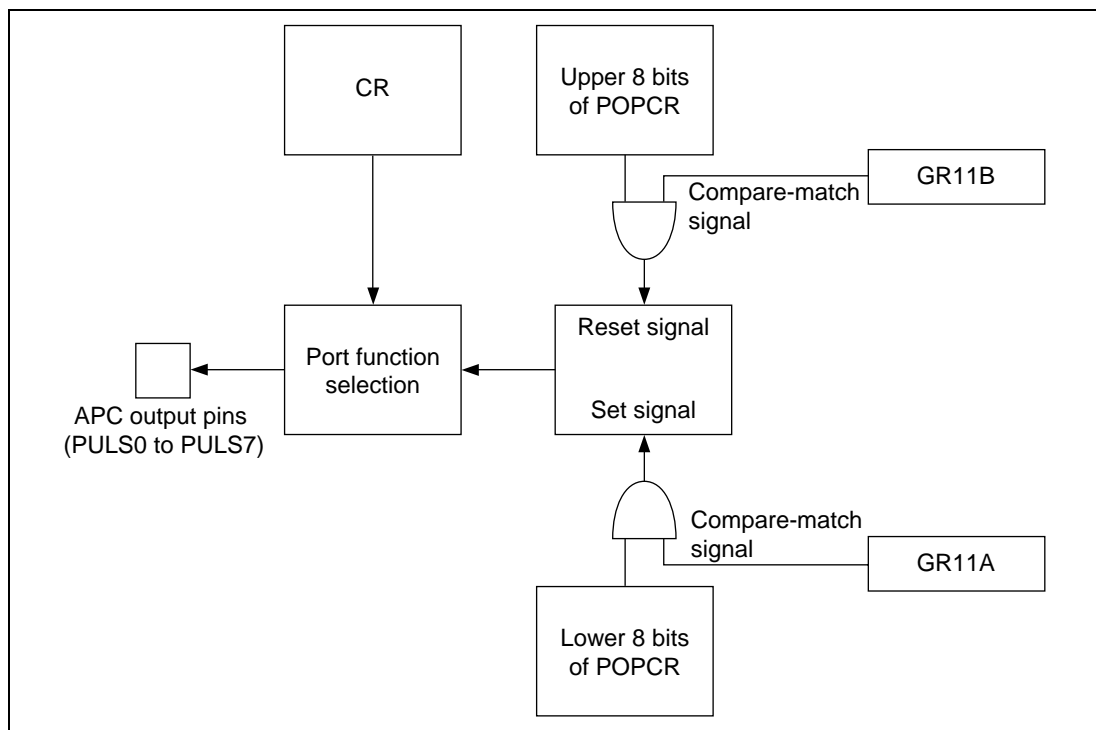 CR
Upper 8 bits
of POPCR
GR11B
Compare-match
signal
Reset signal
Port function
selection
Set signal
APC output pins
(PULS0 to PULS7)
Compare-match
signal
GR11A
Lower 8 bits
of POPCR